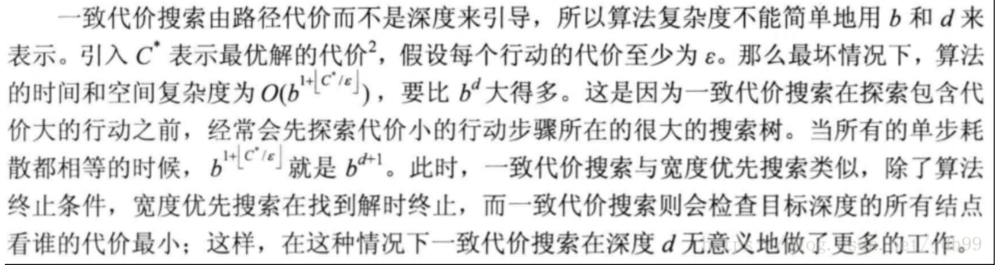 一致代价搜索由路径代价而不是深度来引导，所以算法复杂度不能简单地用 b 和 d 来
表示。引入 C* 表示最优解的代价²，假设每个行动的代价至少为 ε。那么最坏情况下，算法
的时间和空间复杂度为 O(b^{1+⌊C*/ε⌋})，要比 b^d 大得多。这是因为一致代价搜索在探索包含代
价大的行动之前，经常会先探索代价小的行动步骤所在的很大的搜索树。当所有的单步耗
散都相等的时候，b^{1+⌊C*/ε⌋} 就是 b^{d+1}。此时，一致代价搜索与宽度优先搜索类似，除了算法
终止条件，宽度优先搜索在找到解时终止，而一致代价搜索则会检查目标深度的所有结点
看谁的代价最小；这样，在这种情况下一致代价搜索在深度 d 无意义地做了更多的工作。